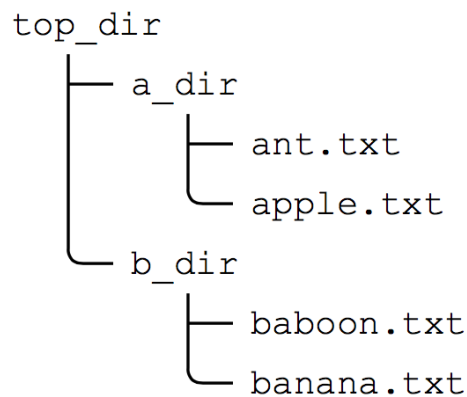 top_dir
a_dir
ant.txt
apple.txt
b_dir
baboon.txt
banana.txt